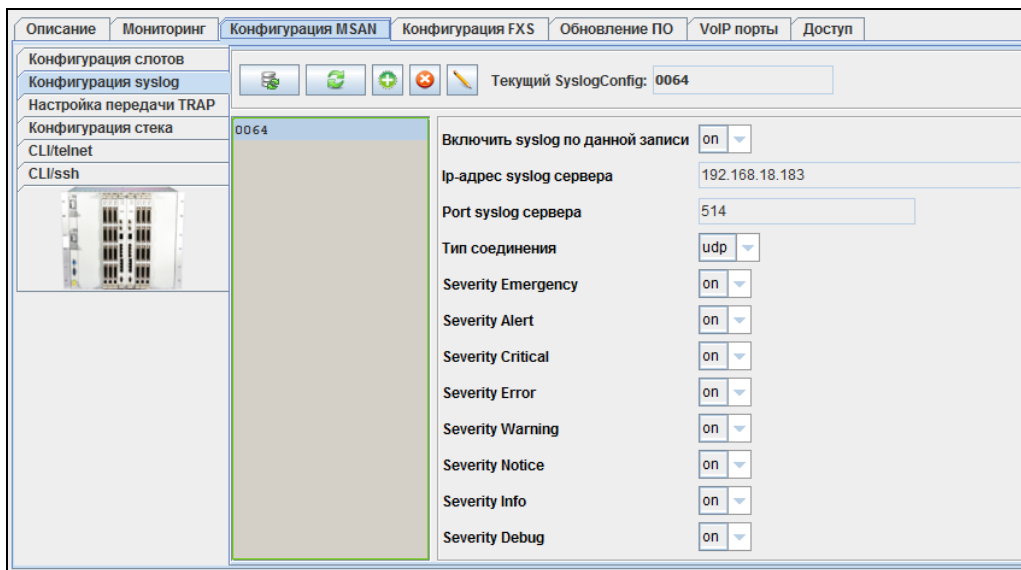 Описание Мониторинг Конфигурация MSAN Конфигурация FXS Обновление ПО VoIP порты Доступ
Конфигурация слотов
Конфигурация syslog
Настройка передачи TRAP
Конфигурация стека
CLI/telnet
CLI/ssh
Текущий SyslogConfig: 0064
0064
Включить syslog по данной записи on
Ip-адрес syslog сервера 192.168.18.183
Port syslog сервера 514
Тип соединения udp
Severity Emergency on
Severity Alert on
Severity Critical on
Severity Error on
Severity Warning on
Severity Notice on
Severity Info on
Severity Debug on